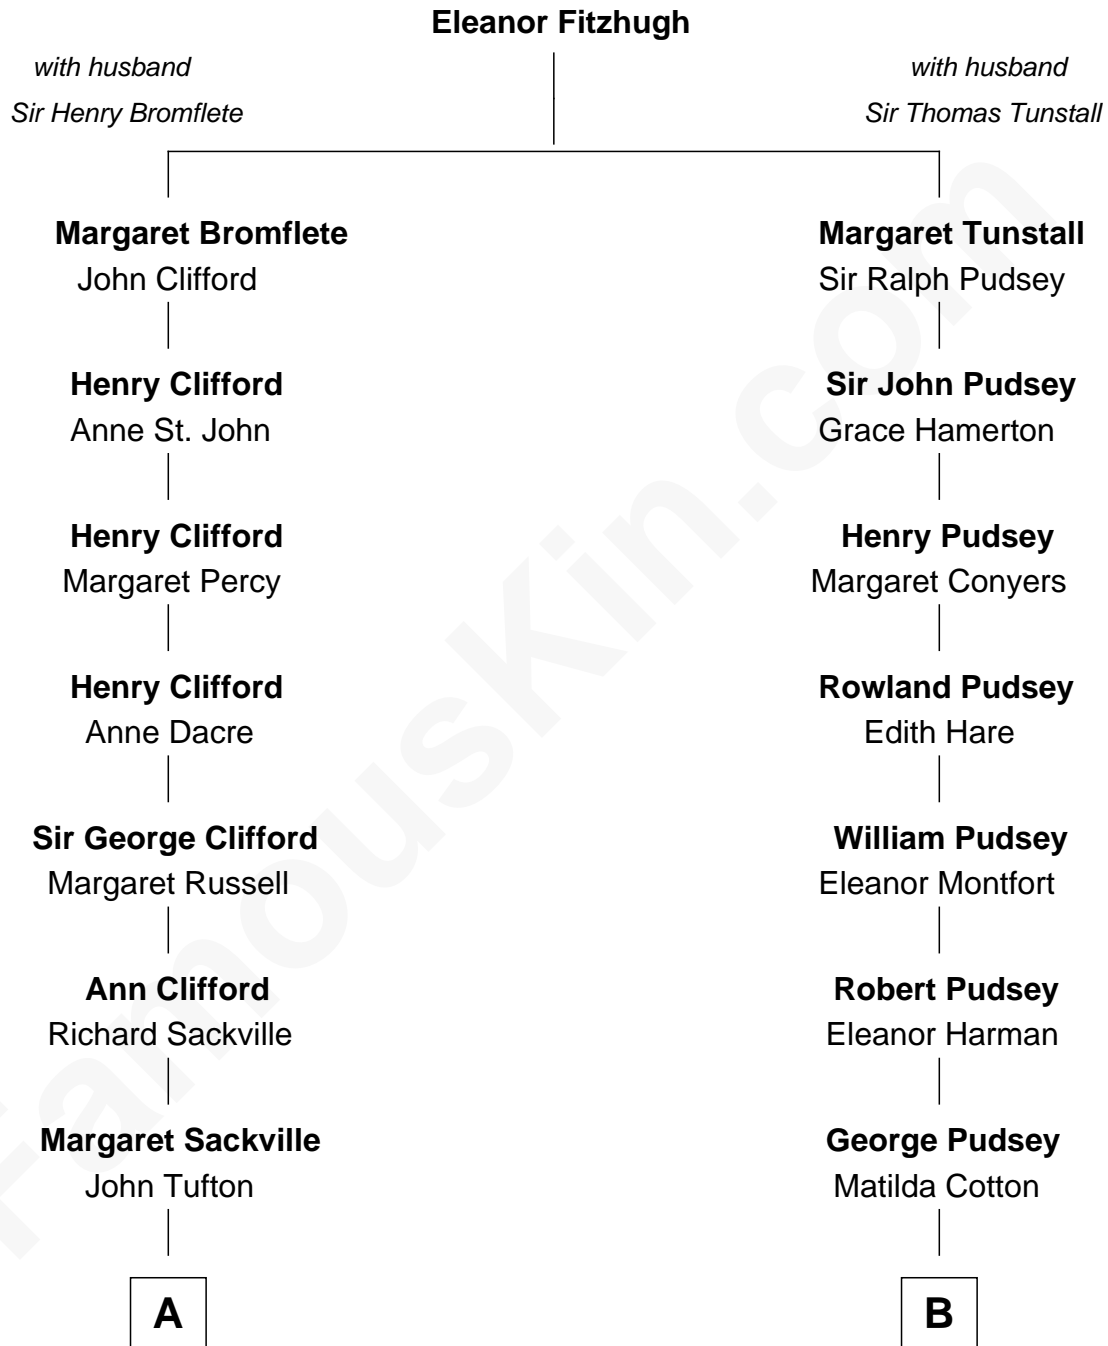 Eleanor Fitzhugh
with husband
Sir Henry Bromflete
with husband
Sir Thomas Tunstall
Margaret Bromflete
John Clifford
Margaret Tunstall
Sir Ralph Pudsey
Henry Clifford
Anne St. John
Sir John Pudsey
Grace Hamerton
Henry Clifford
Margaret Percy
Henry Pudsey
Margaret Conyers
Henry Clifford
Anne Dacre
Rowland Pudsey
Edith Hare
Sir George Clifford
Margaret Russell
William Pudsey
Eleanor Montfort
Ann Clifford
Richard Sackville
Robert Pudsey
Eleanor Harman
Margaret Sackville
John Tufton
George Pudsey
Matilda Cotton
A
B
FamousKin.com